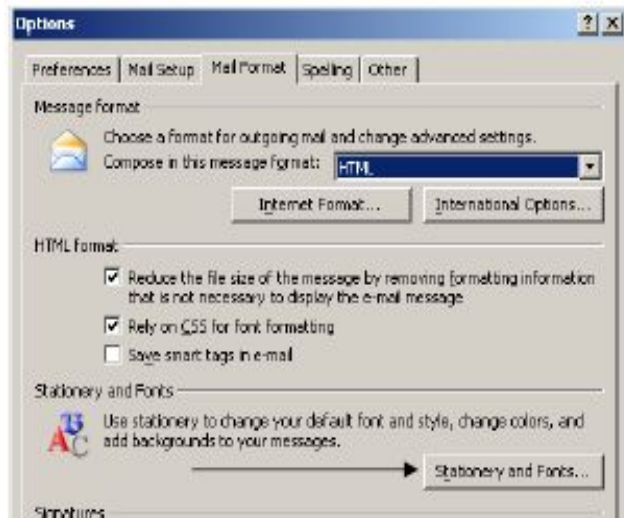 Options
Preferences Mail Setup Mail Format Spelling Other
Message format
Choose a format for outgoing mail and change advanced settings.
Compose in this message format: HTML
Internet Format... International Options...
HTML format
Reduce the file size of the message by removing formatting information
that is not necessary to display the e-mail message
Rely on CSS for font formatting
Save smart tags in e-mail
Stationery and Fonts
Use stationery to change your default font and style, change colors, and
add backgrounds to your messages.
Stationery and Fonts...
Signatures